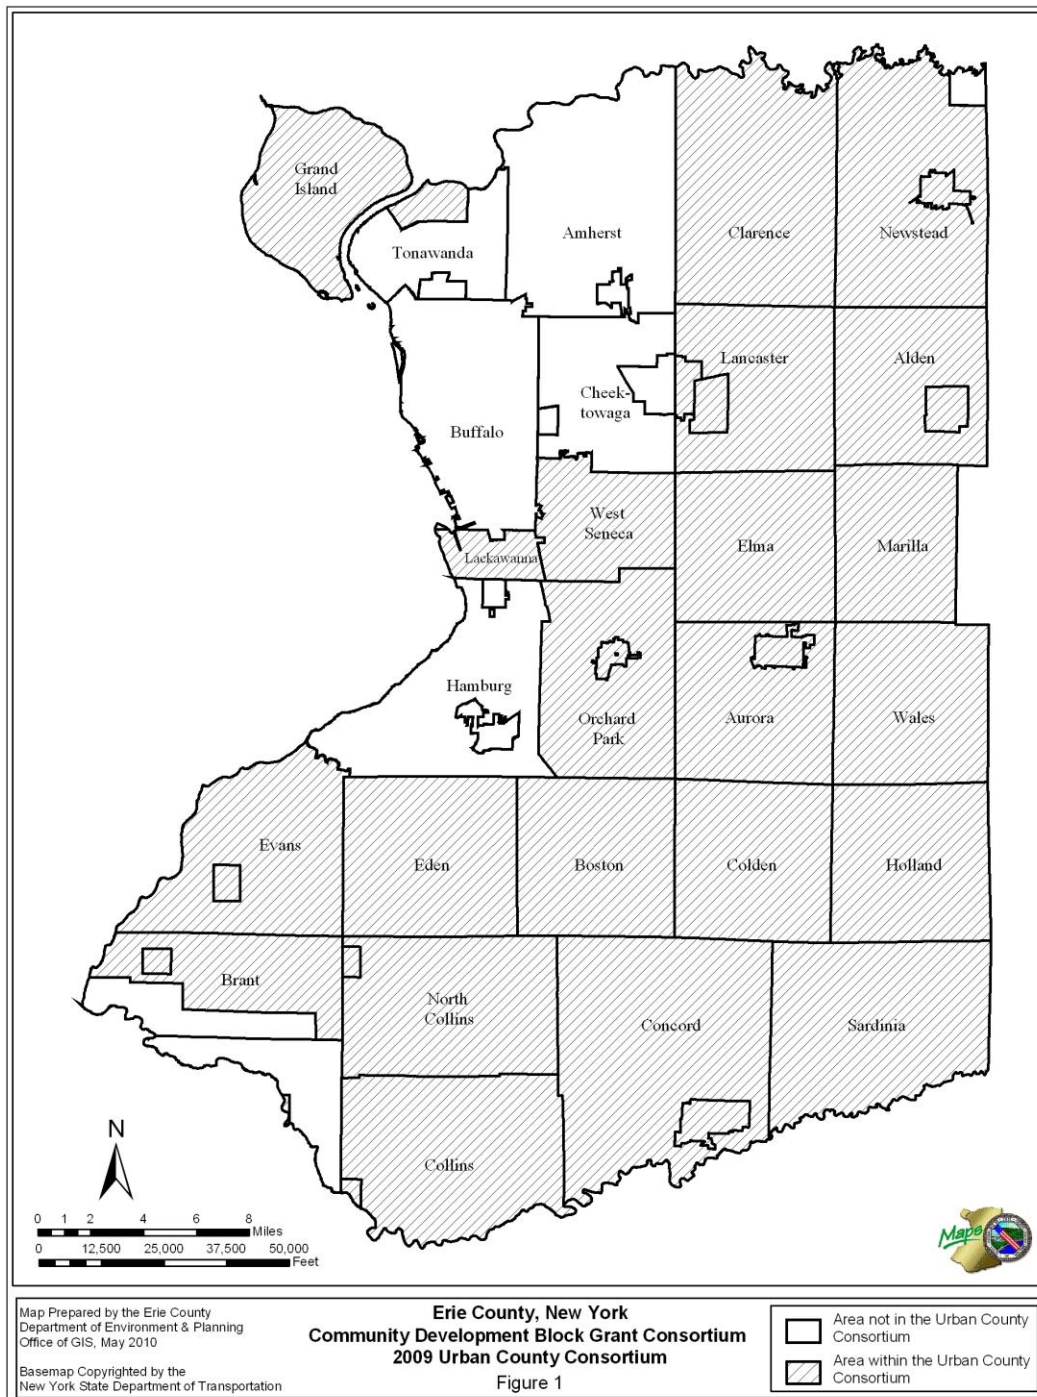 Grand
Island
Tonawanda
Amherst
Clarence
Newstead
Lancaster
Alden
Cheek-
towaga
Buffalo
West
Seneca
Elma
Marilla
Lackawanna
Hamburg
Orchard
Park
Aurora
Wales
Evans
Eden
Boston
Colden
Holland
Brant
North
Collins
Concord
Sardinia
Collins
N
0 1 2 4 6 8
Miles
0 12,500 25,000 37,500 50,000
Feet
Maps
Map Prepared by the Erie County
Department of Environment & Planning
Office of GIS, May 2010
Basemap Copyrighted by the
New York State Department of Transportation
Erie County, New York
Community Development Block Grant Consortium
2009 Urban County Consortium
Figure 1
Area not in the Urban County
Consortium
Area within the Urban County
Consortium